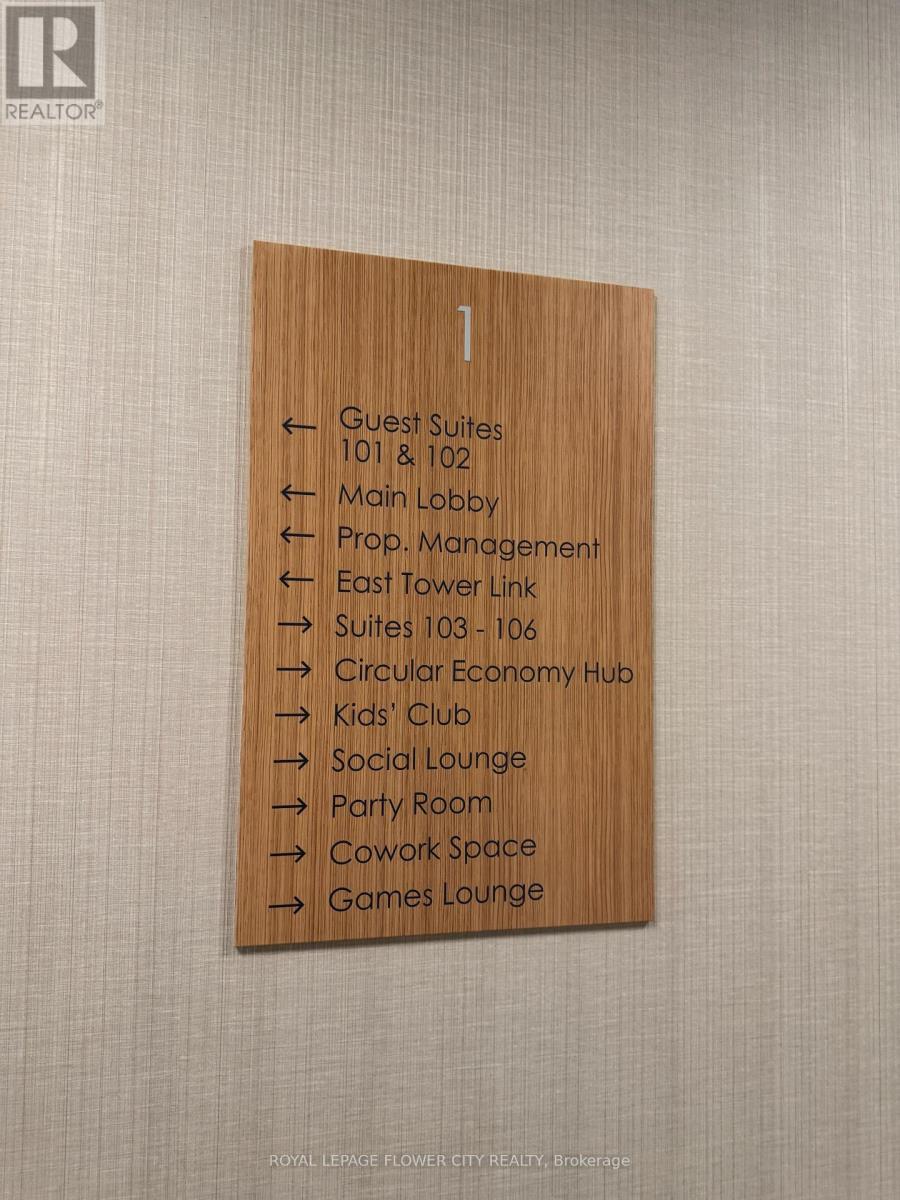 R
REALTOR®
1
← Guest Suites
101 & 102
← Main Lobby
← Prop. Management
← East Tower Link
→ Suites 103 - 106
→ Circular Economy Hub
→ Kids' Club
→ Social Lounge
→ Party Room
→ Cowork Space
→ Games Lounge
ROYAL LEPAGE FLOWER CITY REALTY, Brokerage